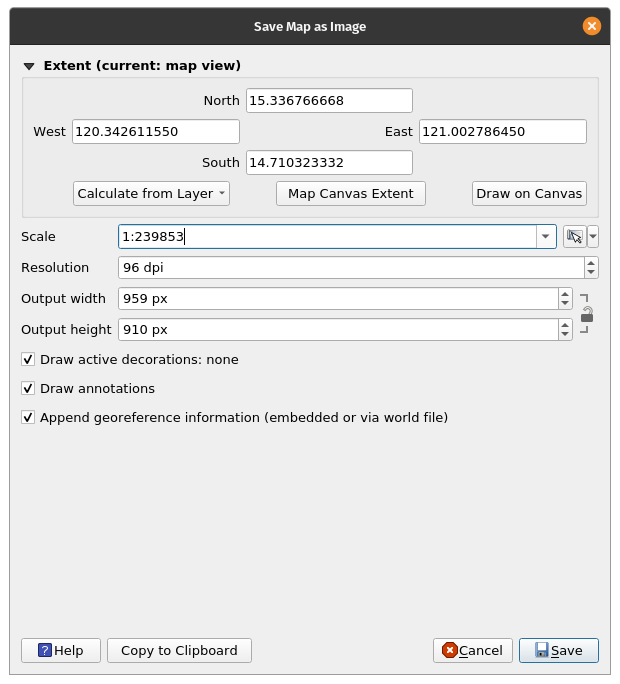 Save Map as Image
Extent (current: map view)
North 15.336766668
West 120.342611550 East 121.002786450
South 14.710323332
Calculate from Layer Map Canvas Extent Draw on Canvas
Scale 1:239853
Resolution 96 dpi
Output width 959 px
Output height 910 px
Draw active decorations: none
Draw annotations
Append georeference information (embedded or via world file)
Help Copy to Clipboard Cancel Save